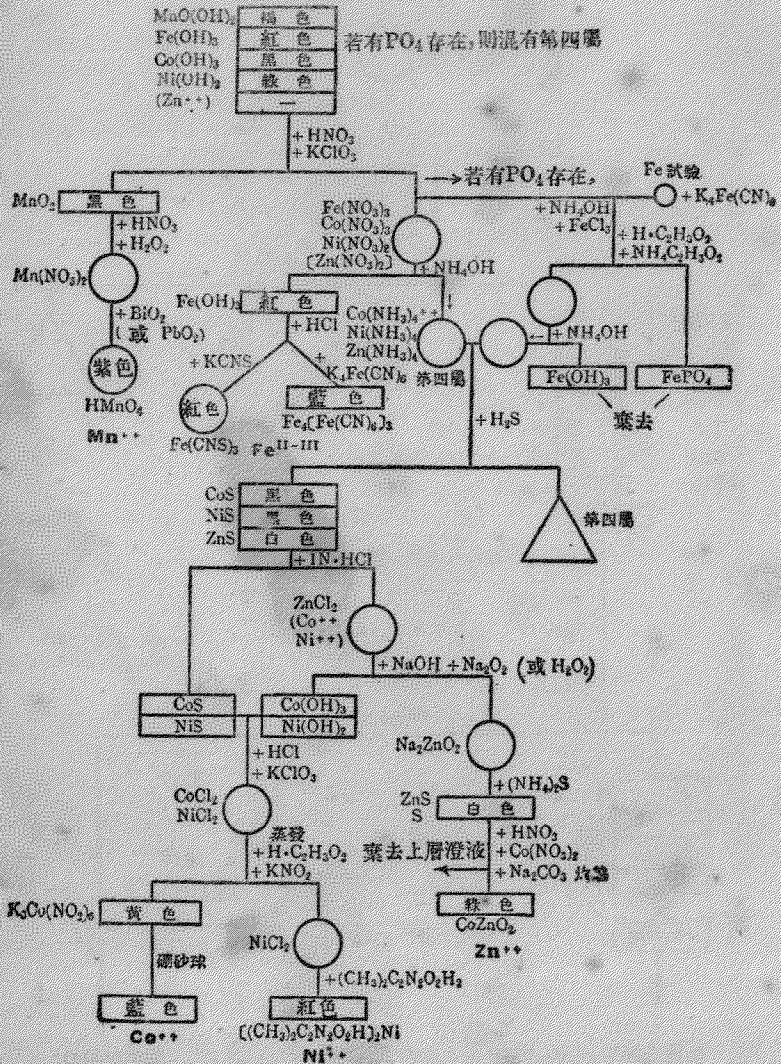 MnO(OH)₂ 褐色
Fe(OH)₃ 紅色
Co(OH)₃ 黑色
Ni(OH)₂ 綠色
(Zn⁺⁺) —
若有PO₄存在,則混有第四屬
+HNO₃
+KClO₃
MnO₂ 黑色
+HNO₃
+H₂O₂
Mn(NO₃)₂
+BiO₂
(或 PbO₂)
紫色
HMnO₄
Mn⁺⁺
Fe(NO₃)₃
Co(NO₃)₃
Ni(NO₃)₂
[Zn(NO₃)₂]
+NH₄OH
→若有PO₄存在,
+NH₄OH
+FeCl₃
Fe試驗
+K₄Fe(CN)₆
+H·C₂H₃O₂
+NH₄C₂H₃O₂
Fe(OH)₃ 紅色
+HCl
+KCNS
+
K₄Fe(CN)₆
紅色
Fe(CNS)₃
藍色
Fe₄[Fe(CN)₆]₃
Fe II-III
Co(NH₃)₄⁺⁺
Ni(NH₃)₄
Zn(NH₃)₄
第四屬
+NH₄OH
Fe(OH)₃
FePO₄
棄去
+H₂S
CoS 黑色
NiS 黑色
ZnS 白色
第四屬
+1N·HCl
ZnCl₂
(Co⁺⁺
Ni⁺⁺)
+NaOH +Na₂O₂ (或H₂O₂)
CoS
NiS
Co(OH)₃
Ni(OH)₂
+HCl
+KClO₃
CoCl₂
NiCl₂
蒸發
+H·C₂H₃O₂
+KNO₂
Na₂ZnO₂
+(NH₄)₂S
ZnS
S
白色
+HNO₃
+Co(NO₃)₂
+Na₂CO₃
棄去上層澄液
綠色
CoZnO₂
Zn⁺⁺
K₃Co(NO₂)₆ 黃色
硼砂球
藍色
Co⁺⁺
NiCl₂
+(CH₃)₂C₂N₂O₂H₂
紅色
[(CH₃)₂C₂N₂O₂H]₂Ni
Ni⁺⁺